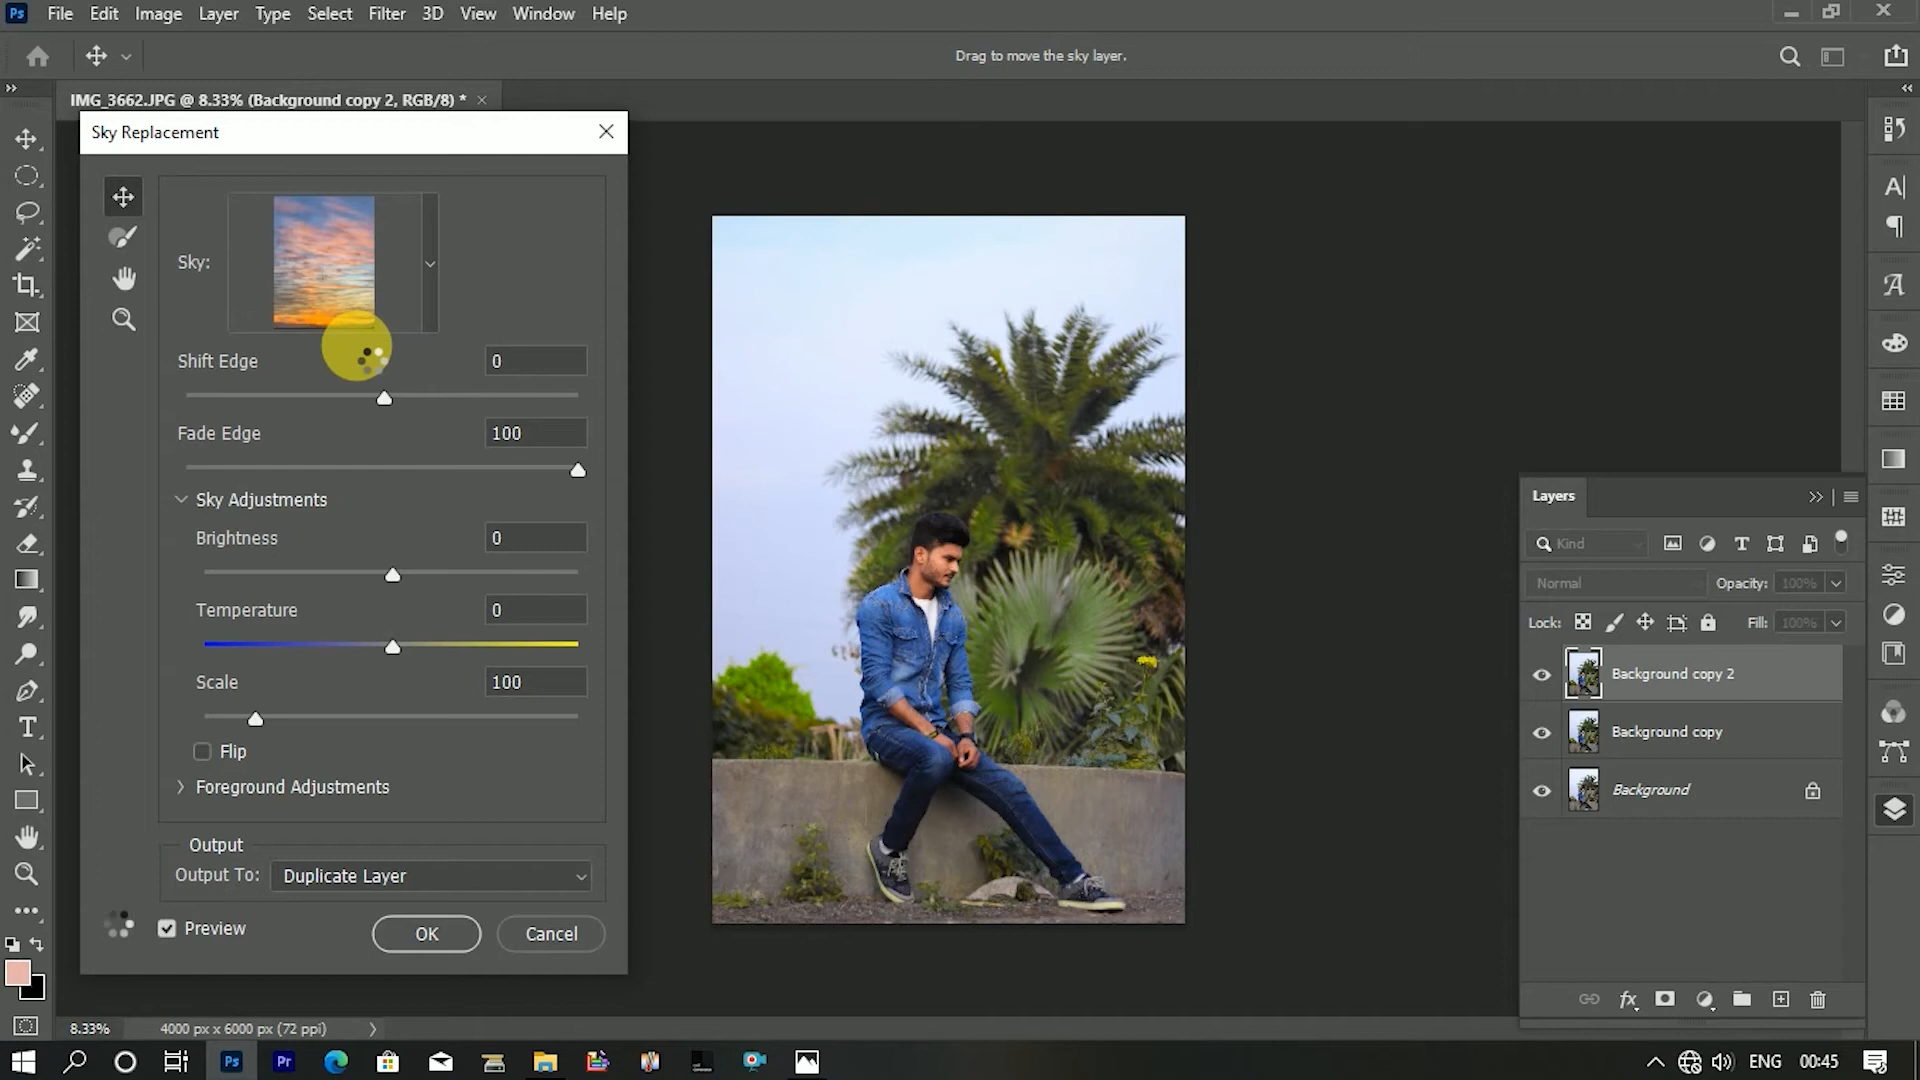 Ps File Edit Image Layer Type Select Filter 3D View Window Help
Drag to move the sky layer.
IMG_3662.JPG @ 8.33% (Background copy 2, RGB/8) *
Sky Replacement
Sky:
Shift Edge 0
Fade Edge 100
Sky Adjustments
Brightness 0
Temperature 0
Scale 100
Flip
Foreground Adjustments
Output
Output To: Duplicate Layer
Preview OK Cancel
Layers
Kind
Normal Opacity: 100%
Lock: Fill: 100%
Background copy 2
Background copy
Background
8.33% 4000 px x 6000 px (72 ppi)
Ps Pr ENG 00:45